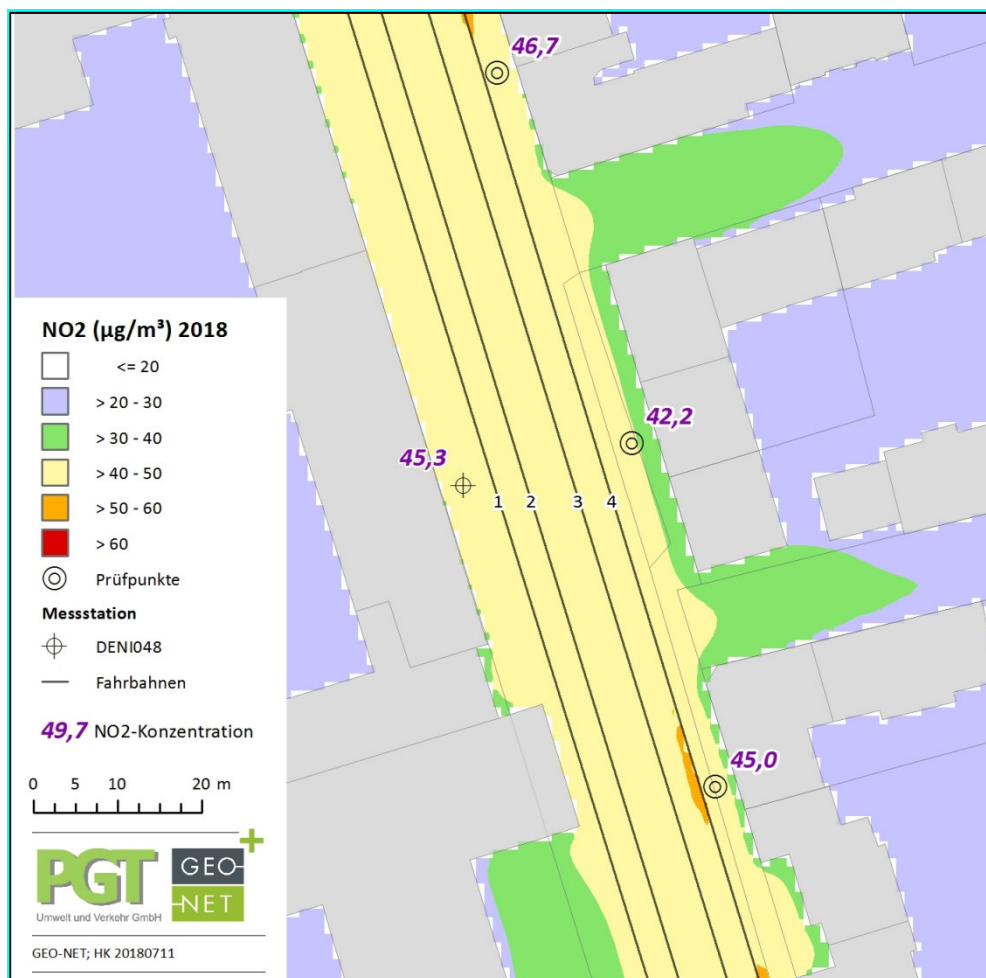 46,7
42,2
45,3
1 2 3 4
45,0
NO2 (µg/m³) 2018
<= 20
> 20 - 30
> 30 - 40
> 40 - 50
> 50 - 60
> 60
Prüfpunkte
Messstation
DENI048
Fahrbahnen
49,7 NO2-Konzentration
0 5 10 20 m
PGT
Umwelt und Verkehr GmbH
GEO-
-NET
GEO-NET; HK 20180711